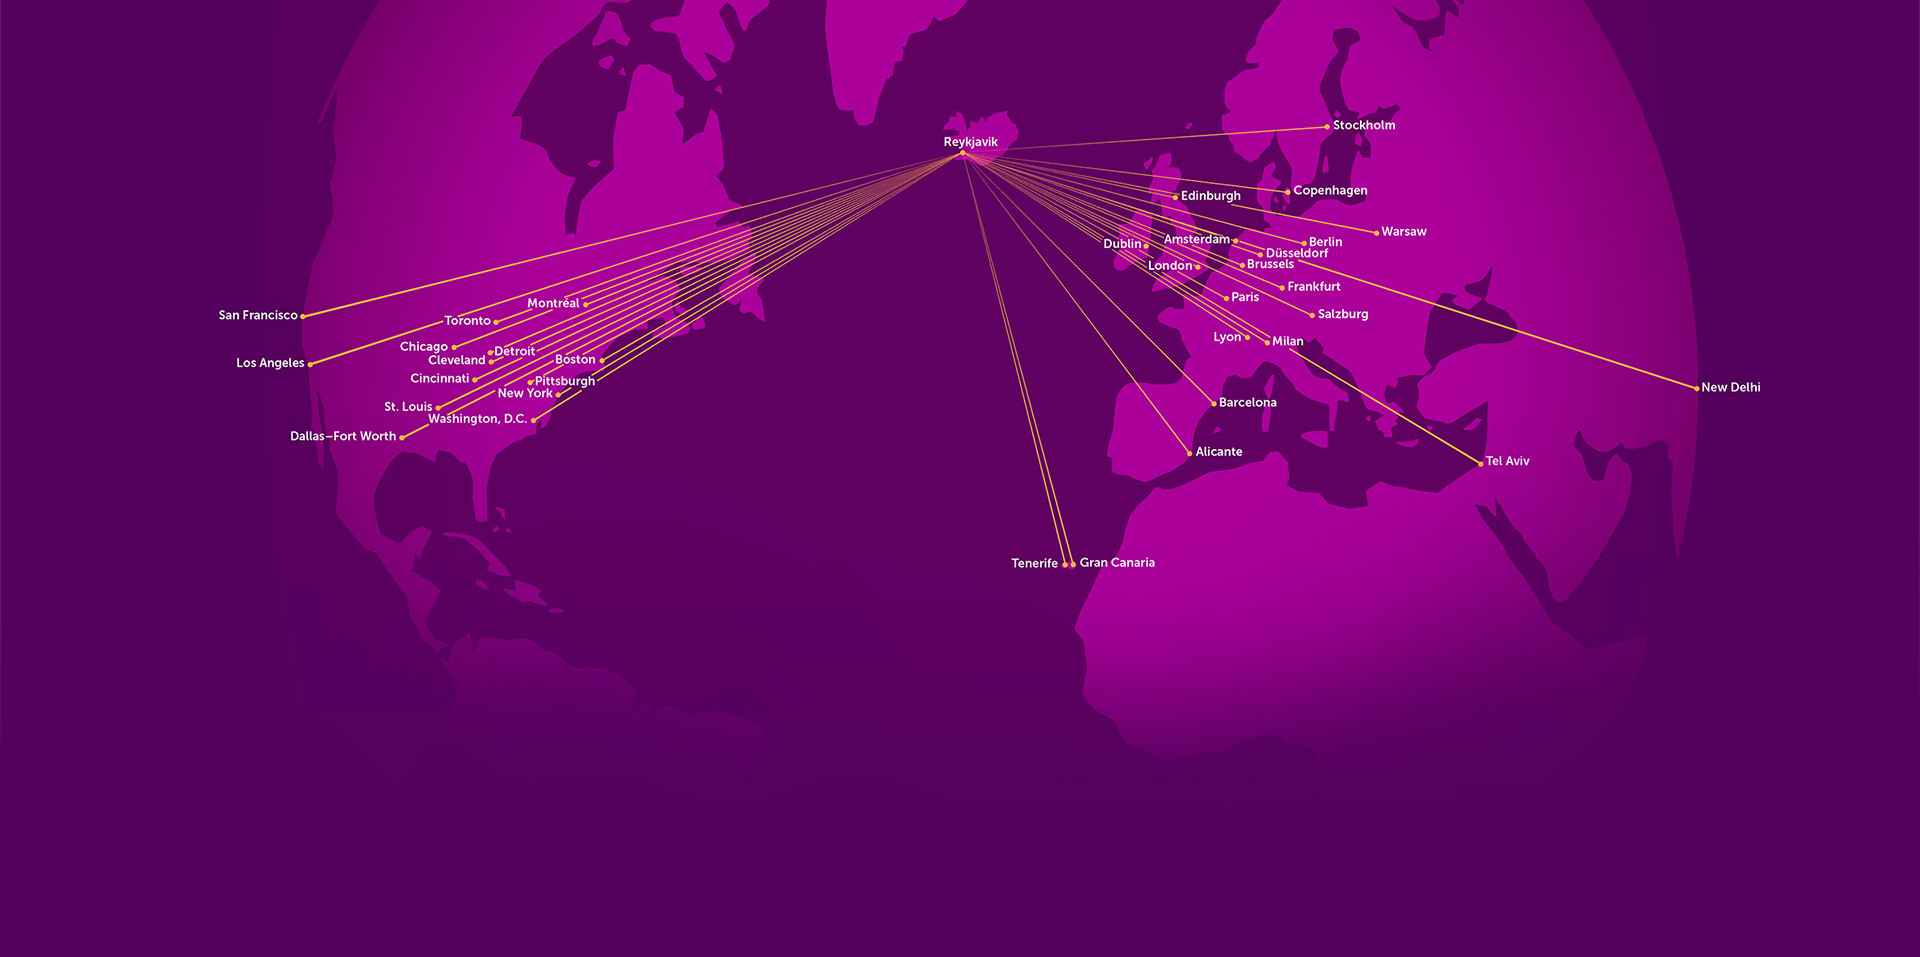 Stockholm
Reykjavik
Copenhagen
Edinburgh
Warsaw
Amsterdam
Berlin
Dublin
Düsseldorf
London
Brussels
Frankfurt
Paris
Salzburg
Lyon
Milan
Montréal
San Francisco
Toronto
Chicago
Detroit
Cleveland
Boston
Los Angeles
Cincinnati
Pittsburgh
New York
New Delhi
St. Louis
Barcelona
Washington, D.C.
Dallas–Fort Worth
Alicante
Tel Aviv
Tenerife
Gran Canaria